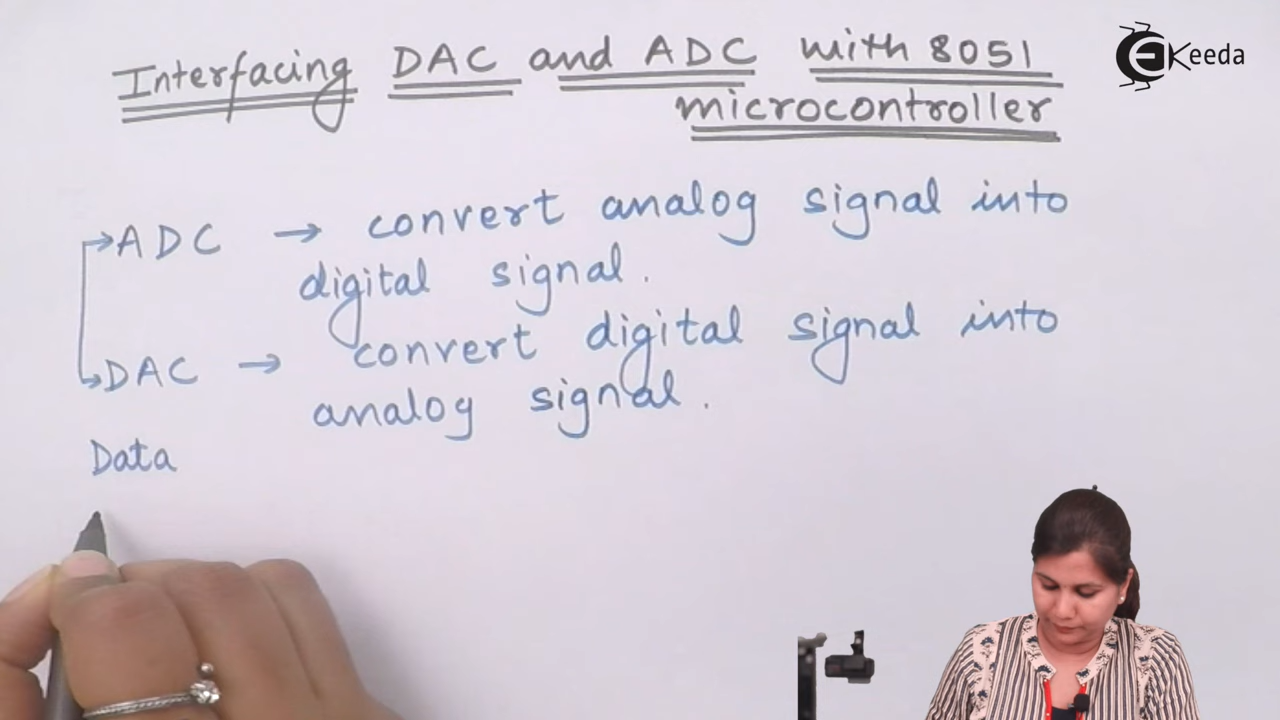 Interfacing DAC and ADC with 8051
microcontroller
Keeda
ADC → convert analog signal into
digital signal.
DAC → convert digital signal into
analog signal.
Data